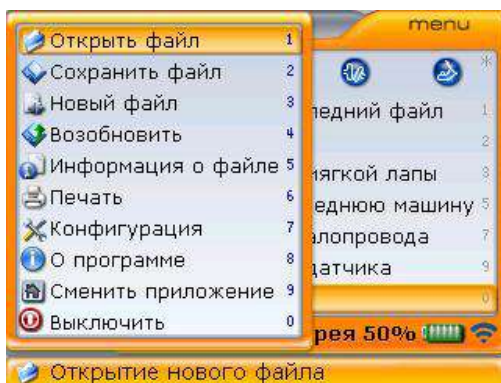 menu
Открыть файл 1
Сохранить файл 2
Новый файл 3
Возобновить 4
Информация о файле 5
Печать 6
Конфигурация 7
О программе 8
Сменить приложение 9
Выключить 0
едний файл 1
2
мягкой лапы 3
еднюю машину 5
алопровода 7
датчика 9
0
рея 50%
Открытие нового файла